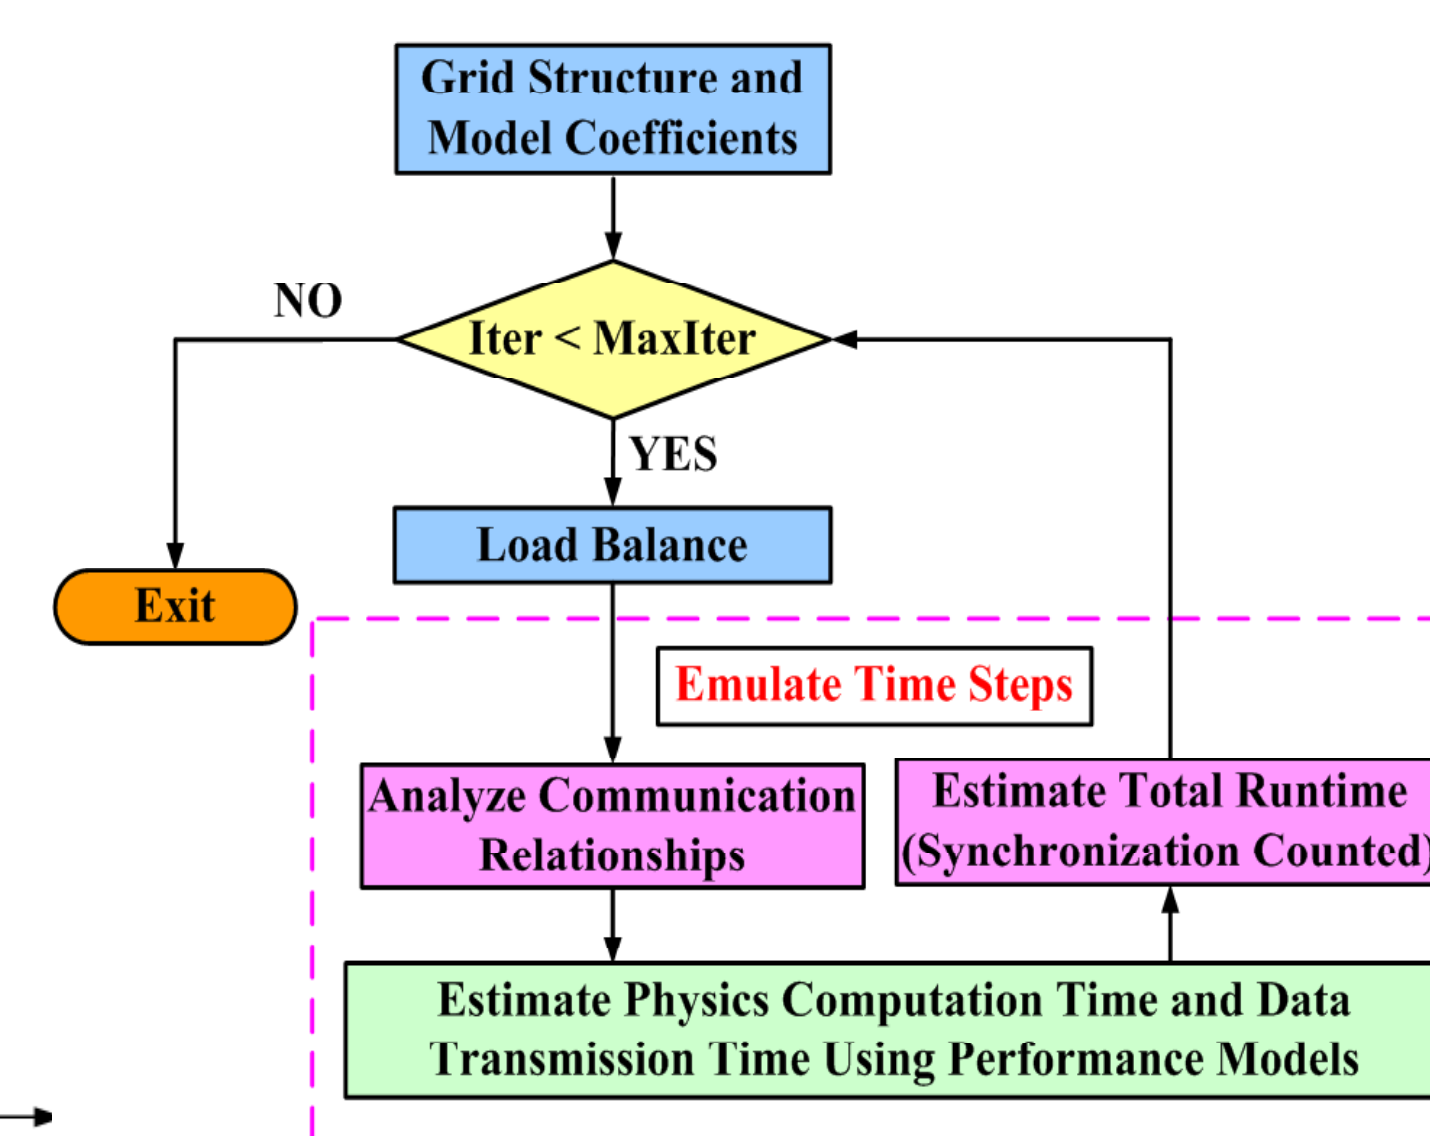 Grid Structure and
Model Coefficients
NO
Iter < MaxIter
YES
Load Balance
Exit
Emulate Time Steps
Analyze Communication
Relationships
Estimate Total Runtime
(Synchronization Counted)
Estimate Physics Computation Time and Data
Transmission Time Using Performance Models